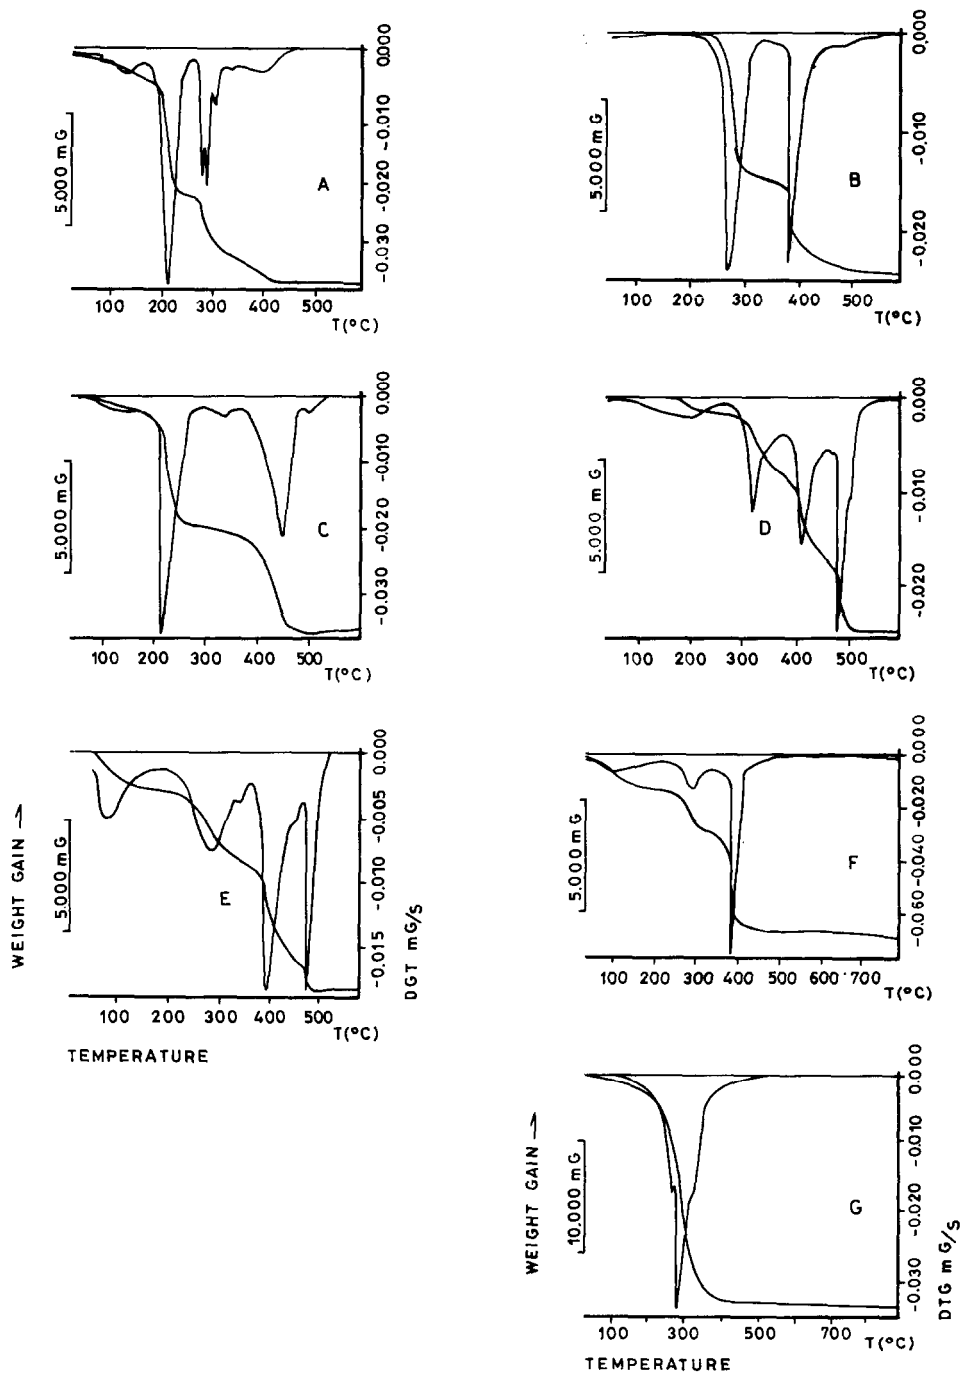 0.000
-0.010
-0.020
-0.030
5.000 mG
A
100 200 300 400 500
T(°C)
0.000
-0.010
-0.020
5.000 mG
B
100 200 300 400 500
T(°C)
0.000
-0.010
-0.020
-0.030
5.000 mG
C
100 200 300 400 500
T(°C)
0.000
-0.010
-0.020
5.000 mG
D
100 200 300 400 500
T(°C)
WEIGHT GAIN →
0.000
-0.005
-0.010
-0.015
5.000 mG
E
DGT mG/S
100 200 300 400 500
T(°C)
TEMPERATURE
0.000
-0.020
-0.040
-0.060
5.000 mG
F
100 200 300 400 500 600 700
T(°C)
WEIGHT GAIN →
0.000
-0.010
-0.020
-0.030
10.000 mG
G
DTG mG/S
100 300 500 700
T(°C)
TEMPERATURE